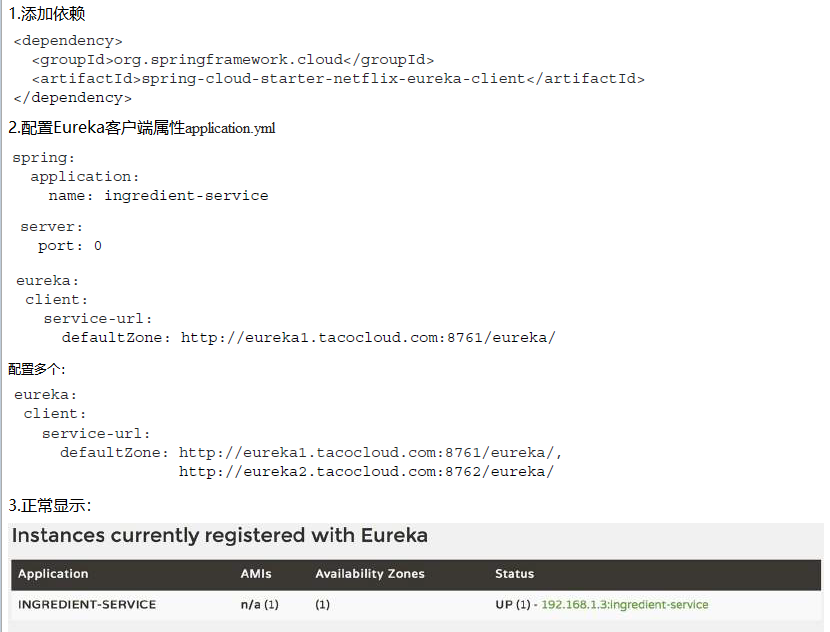 1.添加依赖
<dependency>
<groupId>org.springframework.cloud</groupId>
<artifactId>spring-cloud-starter-netflix-eureka-client</artifactId>
</dependency>
2.配置Eureka客户端属性application.yml
spring:
application:
name: ingredient-service
server:
port: 0
eureka:
client:
service-url:
defaultZone: http://eureka1.tacocloud.com:8761/eureka/
配置多个:
eureka:
client:
service-url:
defaultZone: http://eureka1.tacocloud.com:8761/eureka/,
http://eureka2.tacocloud.com:8762/eureka/
3.正常显示:
Instances currently registered with Eureka
Application AMIs Availability Zones Status
INGREDIENT-SERVICE n/a (1) (1) UP (1) - 192.168.1.3:ingredient-service